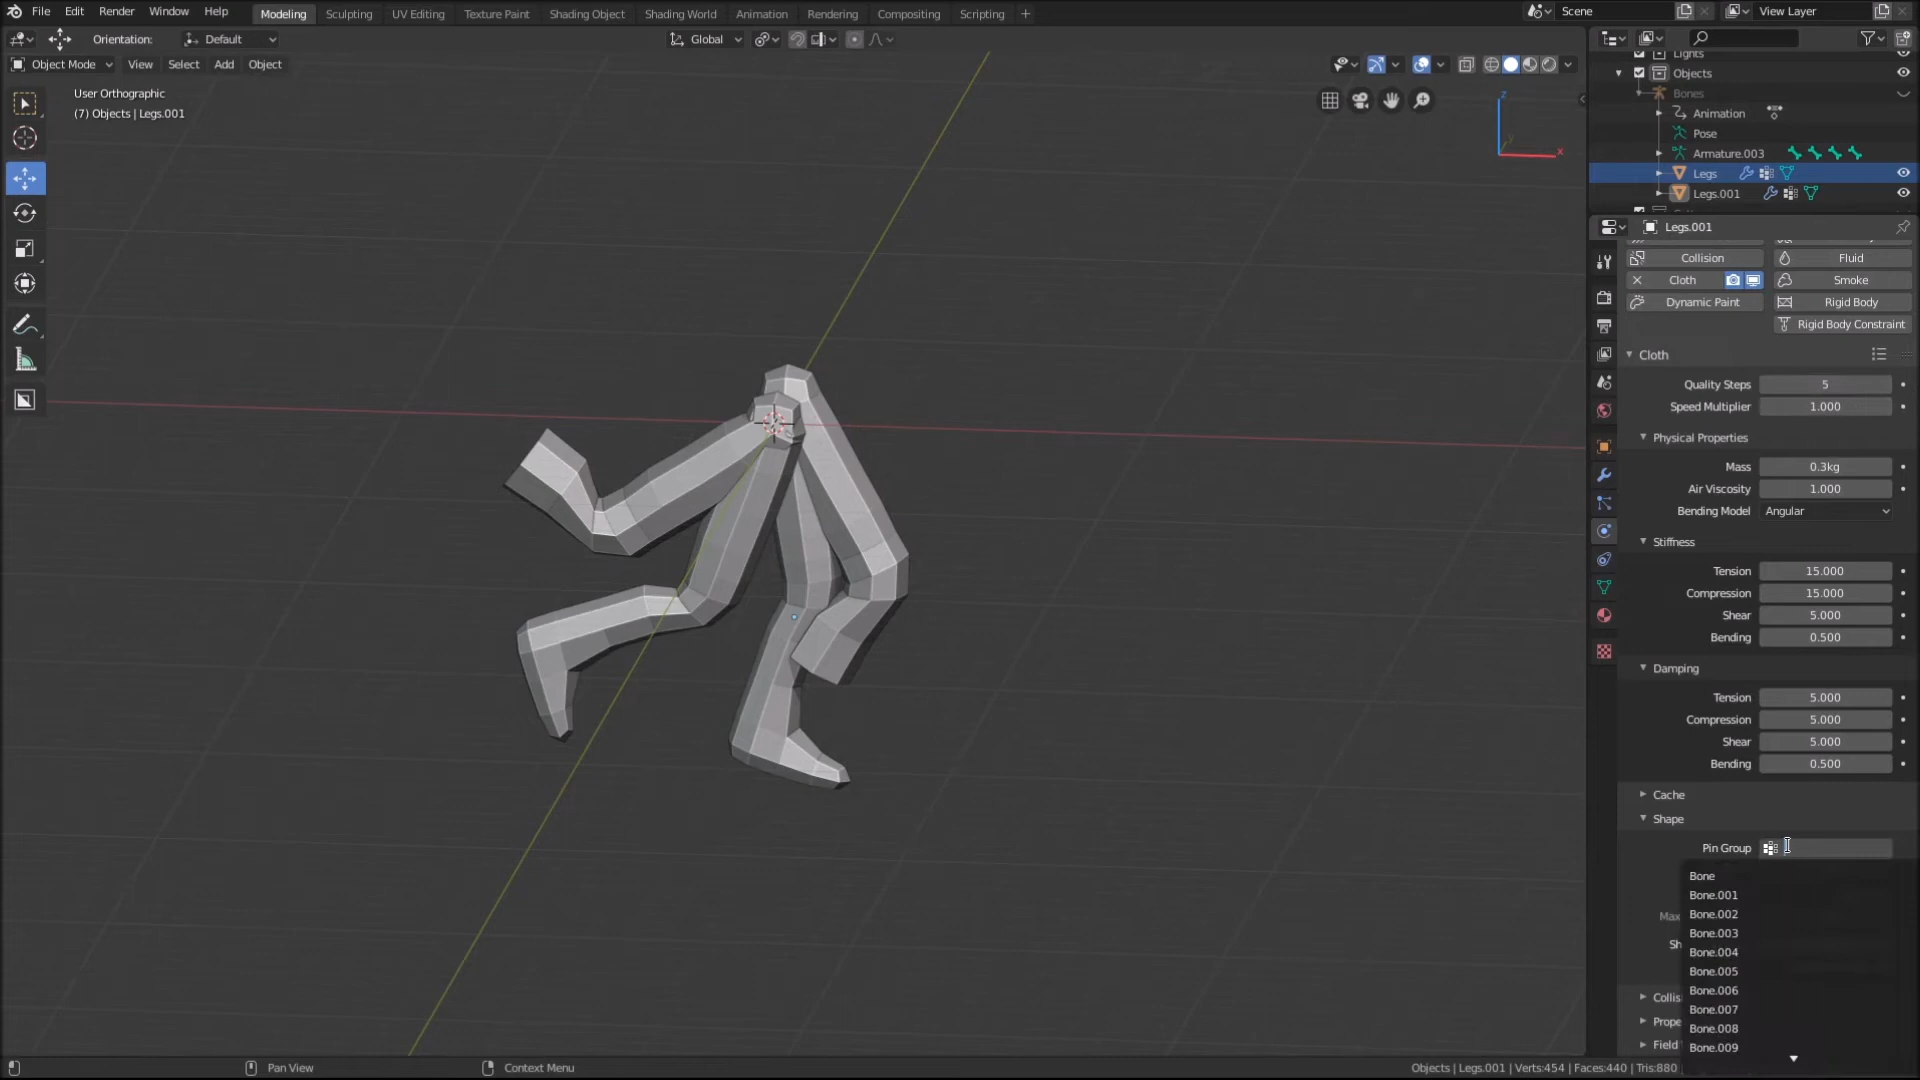 File Edit Render Window Help Modeling Sculpting UV Editing Texture Paint Shading Object Shading World Animation Rendering Compositing Scripting + Scene View Layer
Orientation: Default Global
Object Mode View Select Add Object
User Orthographic
(7) Objects | Legs.001
z
y
x
Lights
Objects
Bones
Animation
Pose
Armature.003
Legs
Legs.001
Legs.001
Collision Fluid
Cloth Smoke
Dynamic Paint Rigid Body
Rigid Body Constraint
Cloth
Quality Steps 5
Speed Multiplier 1.000
Physical Properties
Mass 0.3kg
Air Viscosity 1.000
Bending Model Angular
Stiffness
Tension 15.000
Compression 15.000
Shear 5.000
Bending 0.500
Damping
Tension 5.000
Compression 5.000
Shear 5.000
Bending 0.500
Cache
Shape
Pin Group
Bone
Bone.001
Max Bone.002
Bone.003
Sh Bone.004
Bone.005
Bone.006
Collis Bone.007
Prope Bone.008
Field Bone.009
Pan View Context Menu Objects | Legs.001 | Verts:454 | Faces:440 | Tris:880